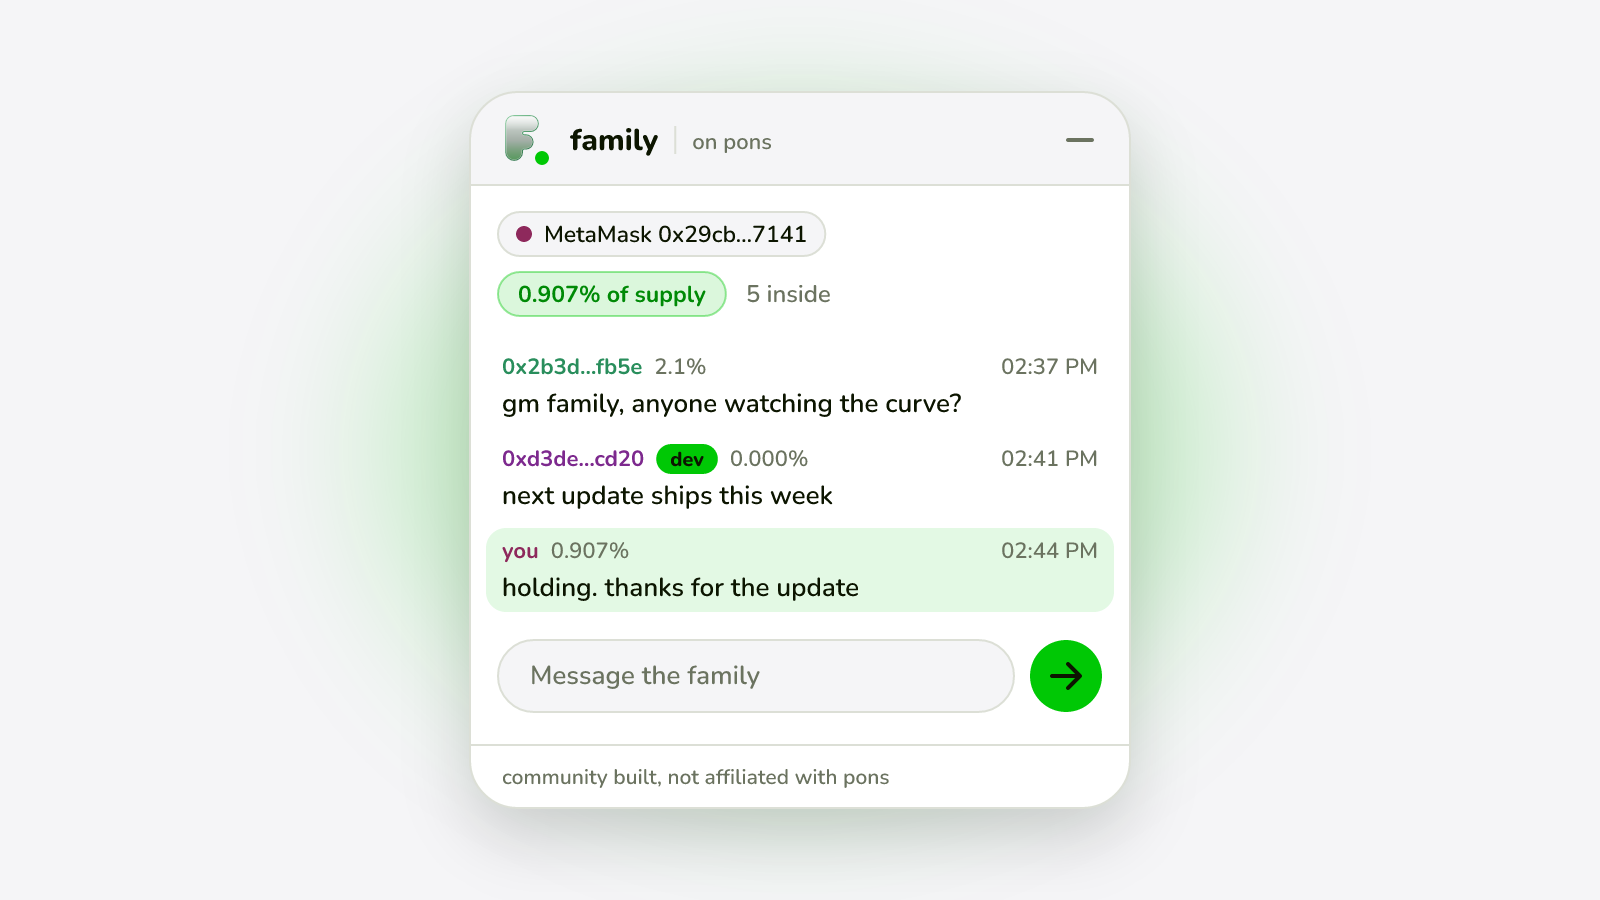 F.
family on pons
MetaMask 0x29cb...7141
0.907% of supply 5 inside
0x2b3d...fb5e 2.1% 02:37 PM
gm family, anyone watching the curve?
0xd3de...cd20 dev 0.000% 02:41 PM
next update ships this week
you 0.907% 02:44 PM
holding. thanks for the update
Message the family
community built, not affiliated with pons